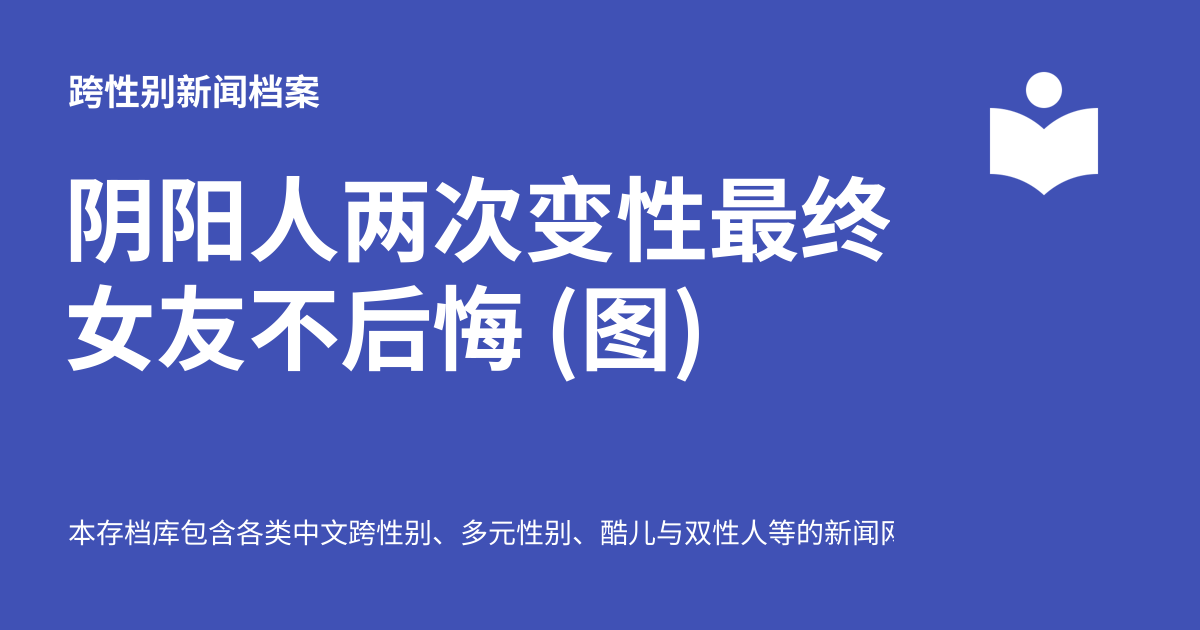 跨性别新闻档案
阴阳人两次变性最终
女友不后悔 (图)
本存档库包含各类中文跨性别、多元性别、酷儿与双性人等的新闻网